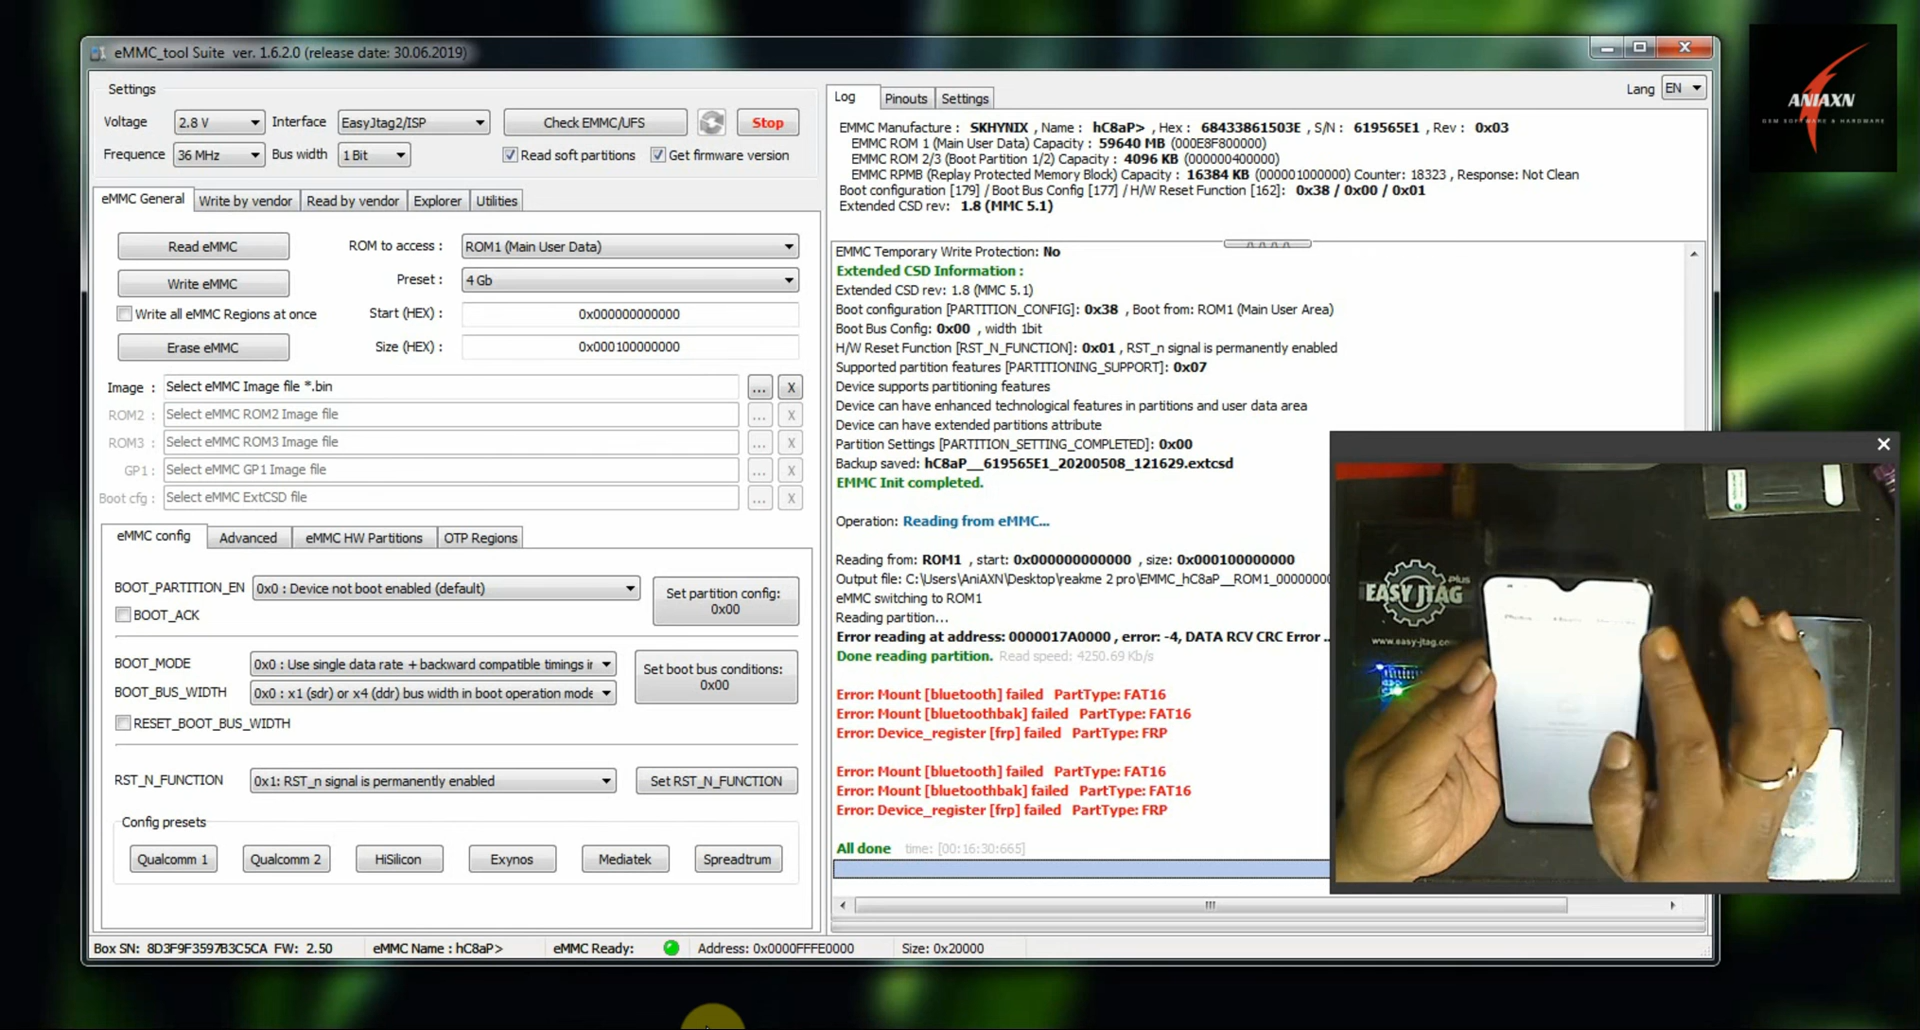 eMMC_tool Suite ver. 1.6.2.0 (release date: 30.06.2019)
ANIAXN
GSM SOFTWARE & HARDWARE
Settings
Voltage 2.8 V Interface EasyJtag2/ISP Check EMMC/UFS Stop
Frequency 36 MHz Bus width 1 Bit Read soft partitions Get firmware version
eMMC General Write by vendor Read by vendor Explorer Utilities
Read eMMC ROM to access : ROM1 (Main User Data)
Write eMMC Preset : 4 Gb
Write all eMMC Regions at once Start (HEX) : 0x000000000000
Erase eMMC Size (HEX) : 0x000100000000
Image : Select eMMC Image file *.bin ... X
ROM2 : Select eMMC ROM2 Image file ... X
ROM3 : Select eMMC ROM3 Image file ... X
GP1 : Select eMMC GP1 Image file ... X
Boot cfg : Select eMMC ExtCSD file ... X
eMMC config Advanced eMMC HW Partitions OTP Regions
BOOT_PARTITION_EN 0x0 : Device not boot enabled (default) Set partition config: 0x00
BOOT_ACK
BOOT_MODE 0x0 : Use single data rate + backward compatible timings ir
BOOT_BUS_WIDTH 0x0 : x1 (sdr) or x4 (ddr) bus width in boot operation mode
Set boot bus conditions: 0x00
RESET_BOOT_BUS_WIDTH
RST_N_FUNCTION 0x1: RST_n signal is permanently enabled Set RST_N_FUNCTION
Config presets
Qualcomm 1 Qualcomm 2 HiSilicon Exynos Mediatek Spreadtrum
Log Pinouts Settings Lang EN
EMMC Manufacture : SKHYNIX , Name : hC8aP> , Hex : 68433861503E , S/N : 619565E1 , Rev : 0x03
EMMC ROM 1 (Main User Data) Capacity : 59640 MB (000E8F800000)
EMMC ROM 2/3 (Boot Partition 1/2) Capacity : 4096 KB (000000400000)
EMMC RPMB (Replay Protected Memory Block) Capacity : 16384 KB (000001000000) Counter: 18323 , Response: Not Clean
Boot configuration [179] / Boot Bus Config [177] / H/W Reset Function [162]: 0x38 / 0x00 / 0x01
Extended CSD rev: 1.8 (MMC 5.1)
EMMC Temporary Write Protection: No
Extended CSD Information :
Extended CSD rev: 1.8 (MMC 5.1)
Boot configuration [PARTITION_CONFIG]: 0x38 , Boot from: ROM1 (Main User Area)
Boot Bus Config: 0x00 , width 1bit
H/W Reset Function [RST_N_FUNCTION]: 0x01 , RST_n signal is permanently enabled
Supported partition features [PARTITIONING_SUPPORT]: 0x07
Device supports partitioning features
Device can have enhanced technological features in partitions and user data area
Device can have extended partitions attribute
Partition Settings [PARTITION_SETTING_COMPLETED]: 0x00
Backup saved: hC8aP__619565E1_20200508_121629.extcsd
EMMC Init completed.
Operation: Reading from eMMC...
Reading from: ROM1 , start: 0x000000000000 , size: 0x000100000000
Output file: C:\Users\AniAXN\Desktop\reakme 2 pro\EMMC_hC8aP__ROM1_00000000
eMMC switching to ROM1
Reading partition...
Error reading at address: 0000017A0000 , error: -4, DATA RCV CRC Error ..
Done reading partition. Read speed: 4250.69 Kb/s
Error: Mount [bluetooth] failed PartType: FAT16
Error: Mount [bluetoothbak] failed PartType: FAT16
Error: Device_register [frp] failed PartType: FRP
Error: Mount [bluetooth] failed PartType: FAT16
Error: Mount [bluetoothbak] failed PartType: FAT16
Error: Device_register [frp] failed PartType: FRP
All done time: [00:16:30:665]
EASY JTAG plus
www.easy-jtag.co
Box SN: 8D3F9F3597B3C5CA FW: 2.50 eMMC Name : hC8aP> eMMC Ready: Address: 0x0000FFFE0000 Size: 0x20000